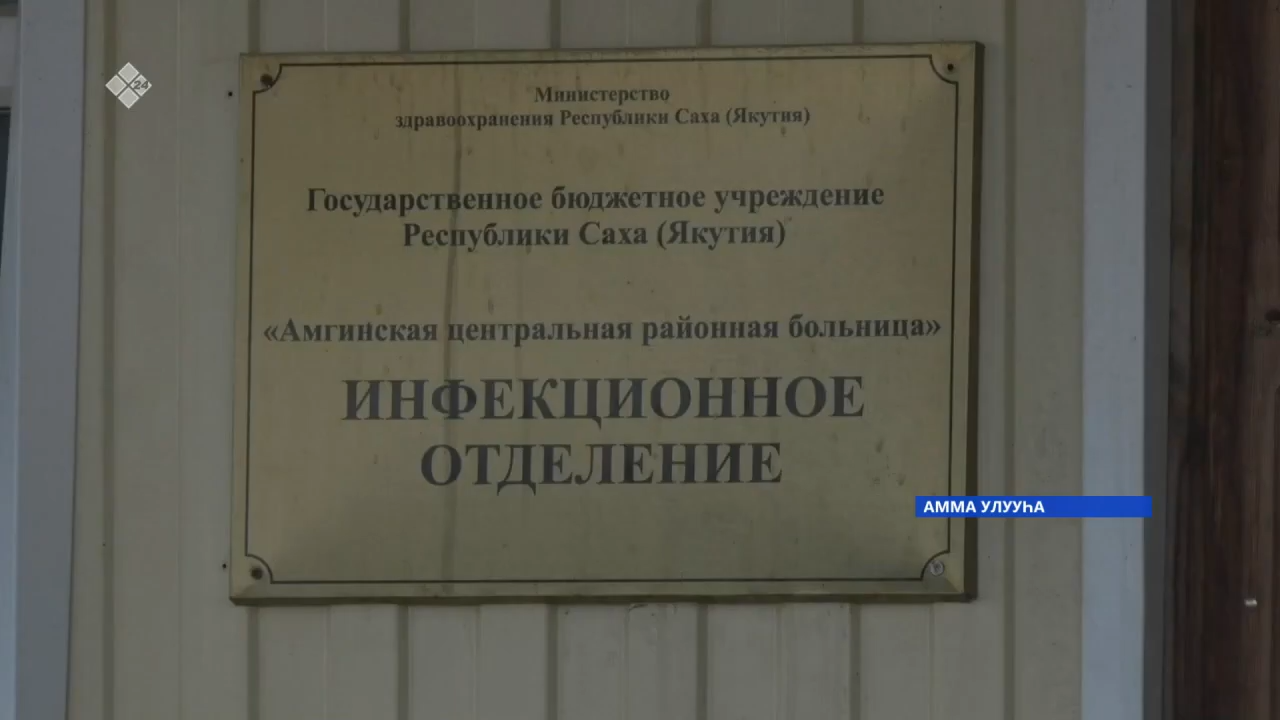 24
Министерство
здравоохранения Республики Саха (Якутия)
Государственное бюджетное учреждение
Республики Саха (Якутия)
«Амгинская центральная районная больница»
ИНФЕКЦИОННОЕ
ОТДЕЛЕНИЕ
АММА УЛУУҺА